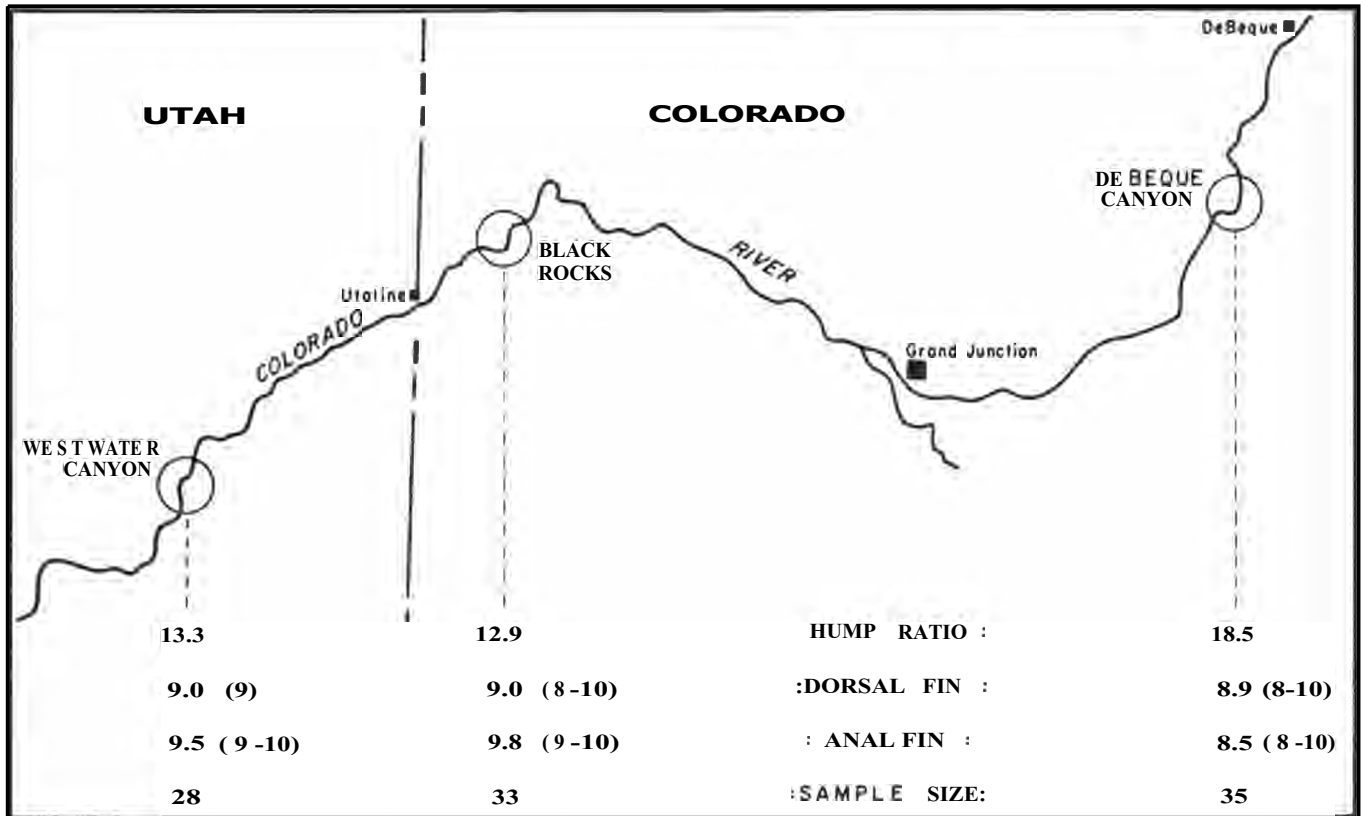 DeBeque
UTAH
COLORADO
DE BEQUE
CANYON
BLACK
ROCKS
RIVER
Utaline
COLORADO
Grand Junction
WESTWATER
CANYON
13.3 12.9 HUMP RATIO : 18.5
9.0 (9) 9.0 (8-10) :DORSAL FIN : 8.9 (8-10)
9.5 (9-10) 9.8 (9-10) : ANAL FIN : 8.5 (8-10)
28 33 :SAMPLE SIZE: 35